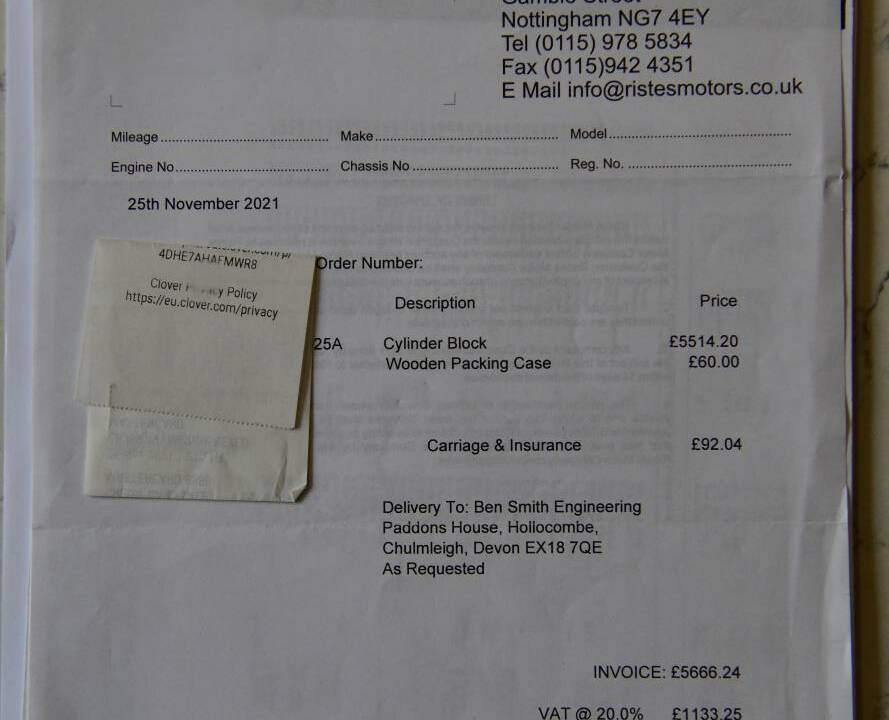 Nottingham NG7 4EY
Tel (0115) 978 5834
Fax (0115)942 4351
E Mail info@ristesmotors.co.uk
Mileage Make Model
Engine No. Chassis No Reg. No.
25th November 2021
4DHE7AHAFMWR8
Order Number:
Clover Policy
https://eu.clover.com/privacy
Description Price
25A Cylinder Block £5514.20
Wooden Packing Case £60.00
Carriage & Insurance £92.04
Delivery To: Ben Smith Engineering
Paddons House, Hollocombe,
Chulmleigh, Devon EX18 7QE
As Requested
INVOICE: £5666.24
VAT @ 20.0% £1133.25